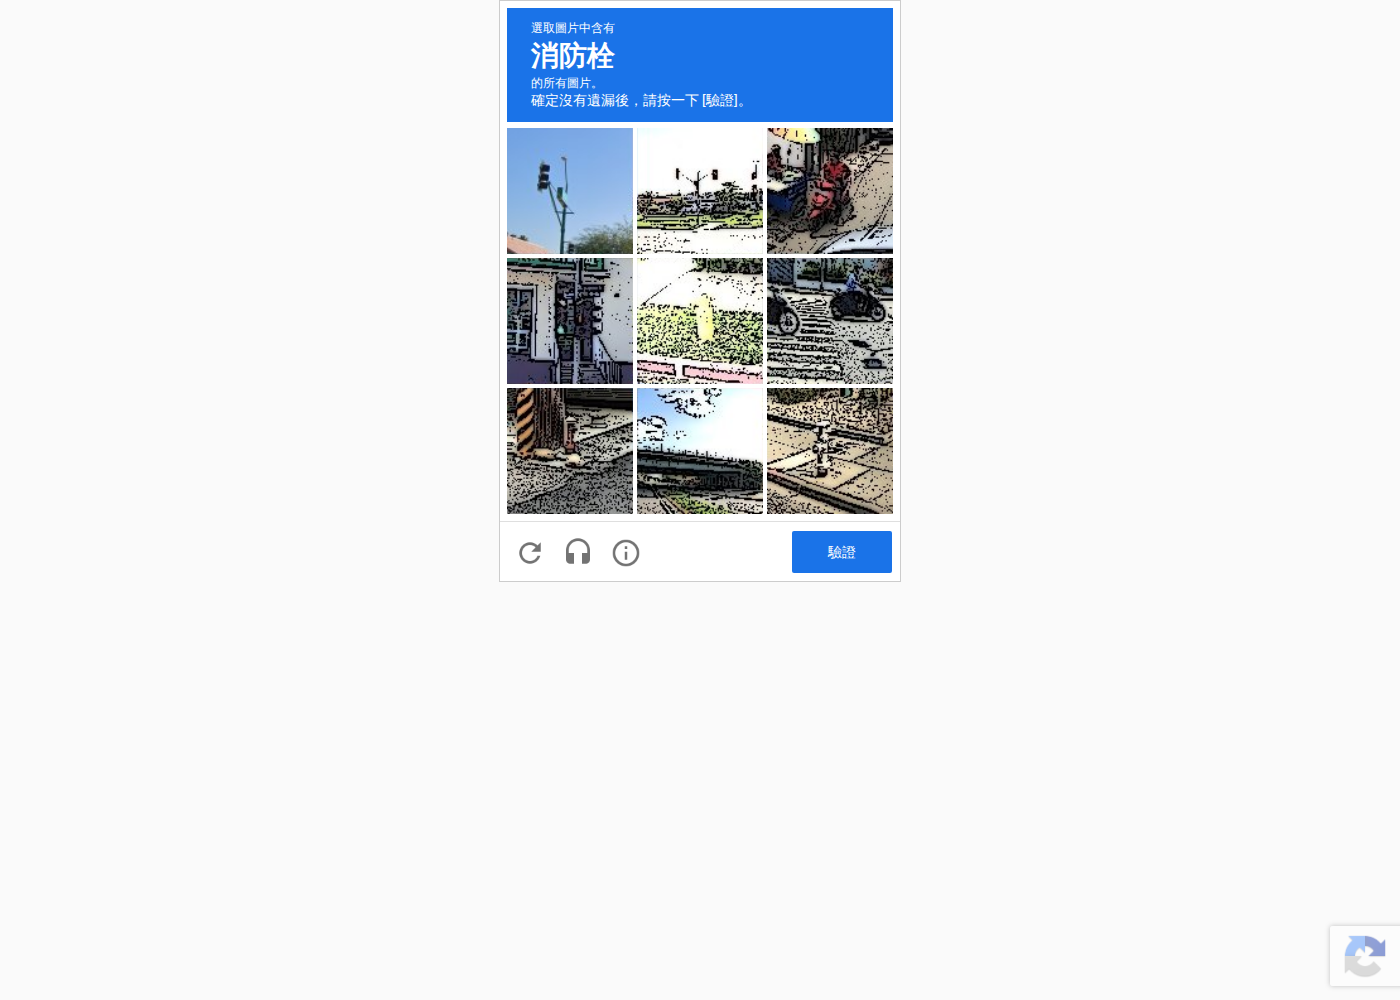 選取圖片中含有
消防栓
的所有圖片。
確定沒有遺漏後，請按一下 [驗證]。
驗證